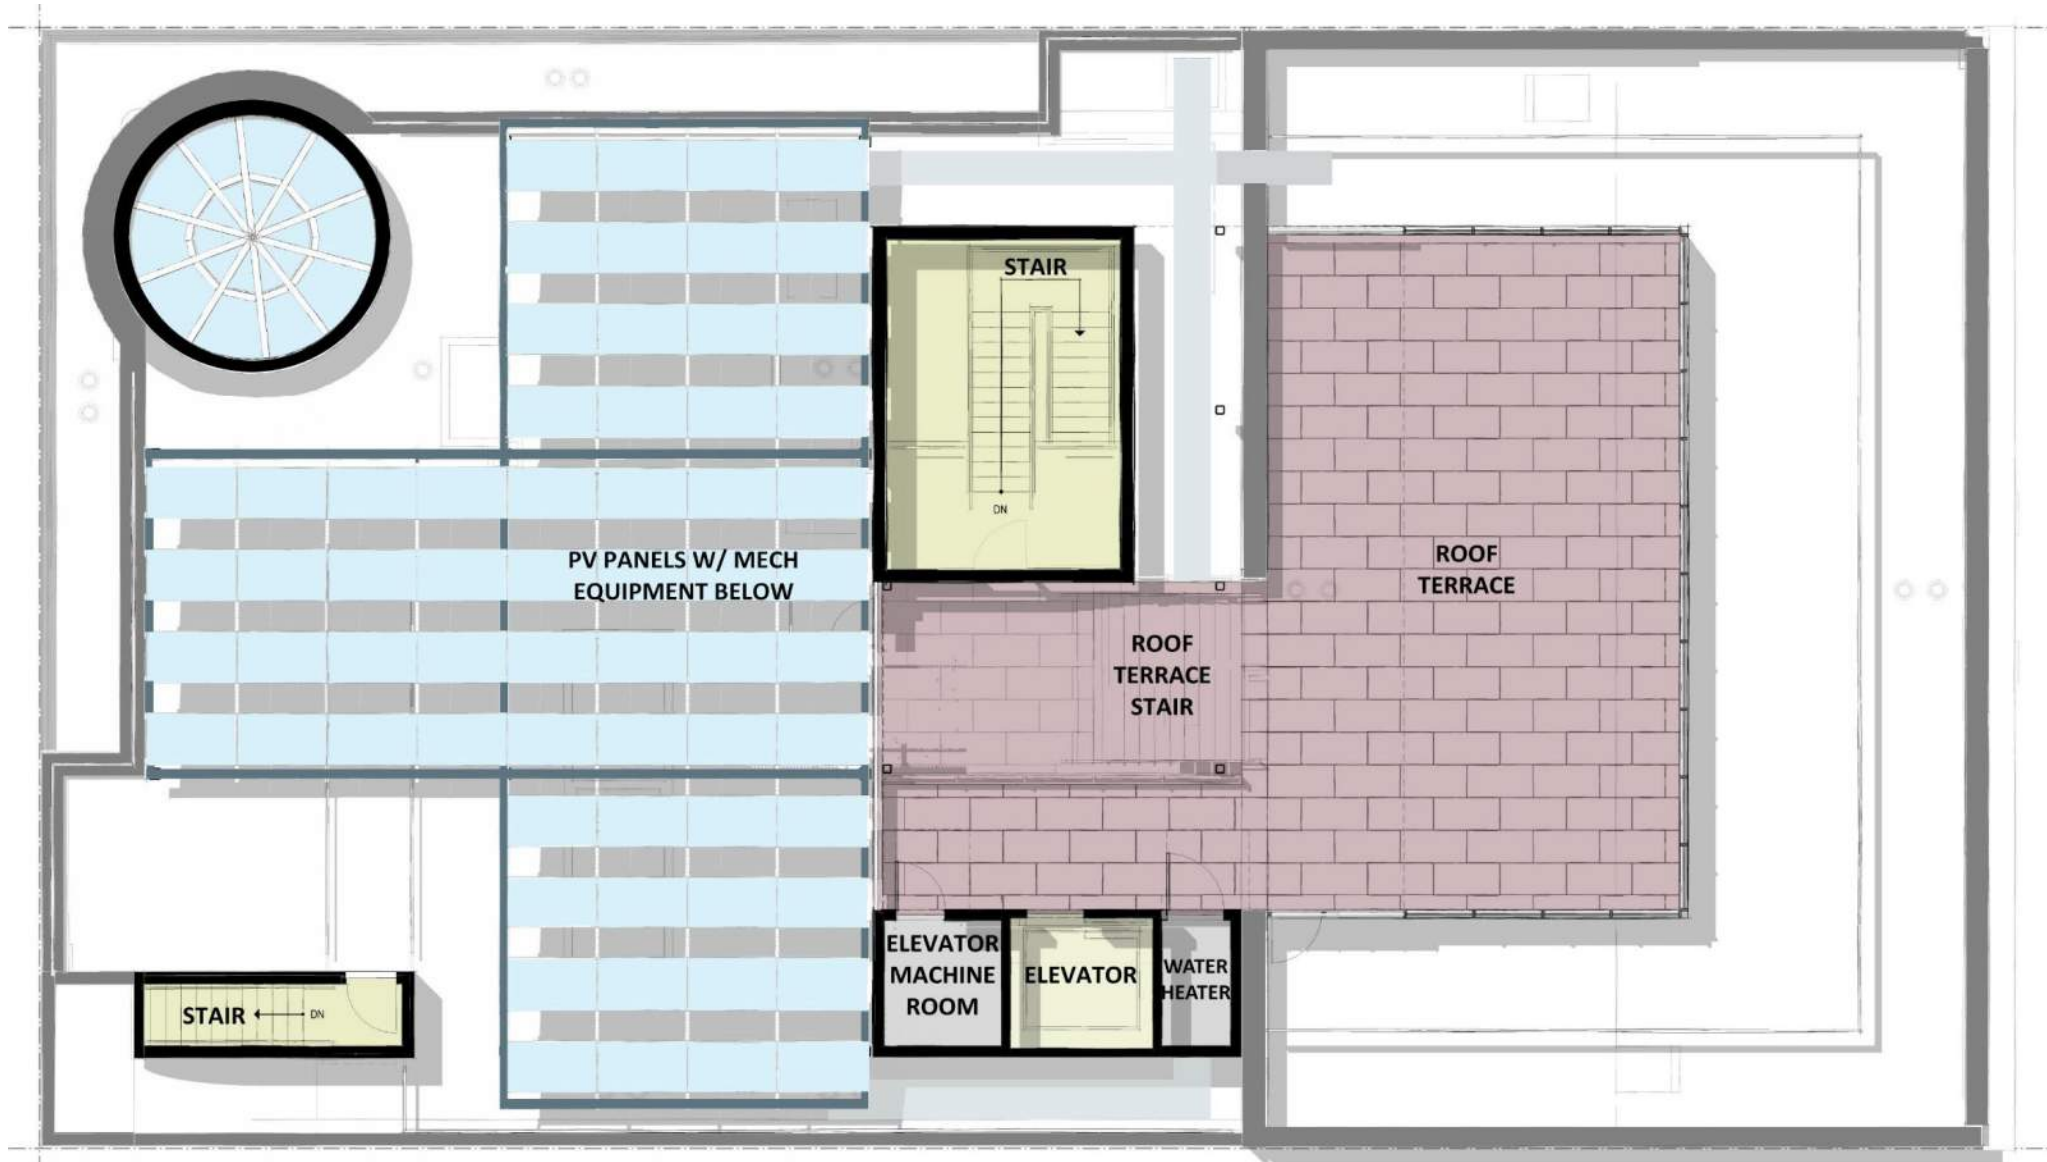 STAIR
DN
PV PANELS W/ MECH
EQUIPMENT BELOW
ROOF
TERRACE
ROOF
TERRACE
STAIR
ELEVATOR
MACHINE
ROOM
ELEVATOR
WATER
HEATER
STAIR
DN